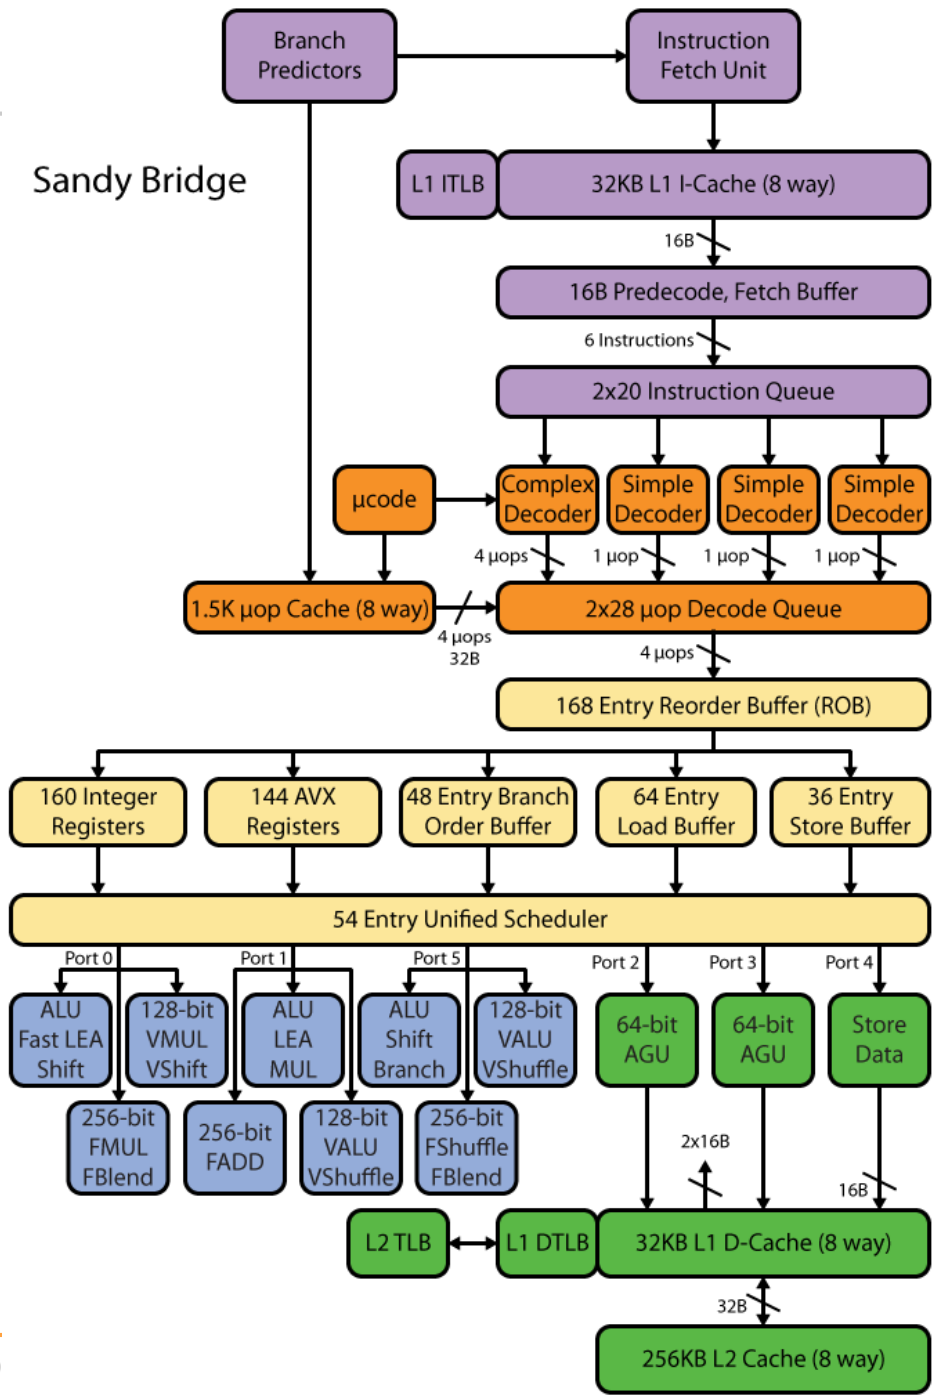 Branch
Predictors
Instruction
Fetch Unit
Sandy Bridge
L1 ITLB
32KB L1 I-Cache (8 way)
16B
16B Predecode, Fetch Buffer
6 Instructions
2x20 Instruction Queue
µcode
Complex
Decoder
Simple
Decoder
Simple
Decoder
Simple
Decoder
4 µops
1 µop
1 µop
1 µop
1.5K µop Cache (8 way)
4 µops
32B
2x28 µop Decode Queue
4 µops
168 Entry Reorder Buffer (ROB)
160 Integer
Registers
144 AVX
Registers
48 Entry Branch
Order Buffer
64 Entry
Load Buffer
36 Entry
Store Buffer
54 Entry Unified Scheduler
Port 0
Port 1
Port 5
Port 2
Port 3
Port 4
ALU
Fast LEA
Shift
128-bit
VMUL
VShift
ALU
LEA
MUL
ALU
Shift
Branch
128-bit
VALU
VShuffle
64-bit
AGU
64-bit
AGU
Store
Data
256-bit
FMUL
FBlend
256-bit
FADD
128-bit
VALU
VShuffle
256-bit
FShuffle
FBlend
2x16B
16B
L2 TLB
L1 DTLB
32KB L1 D-Cache (8 way)
32B
256KB L2 Cache (8 way)